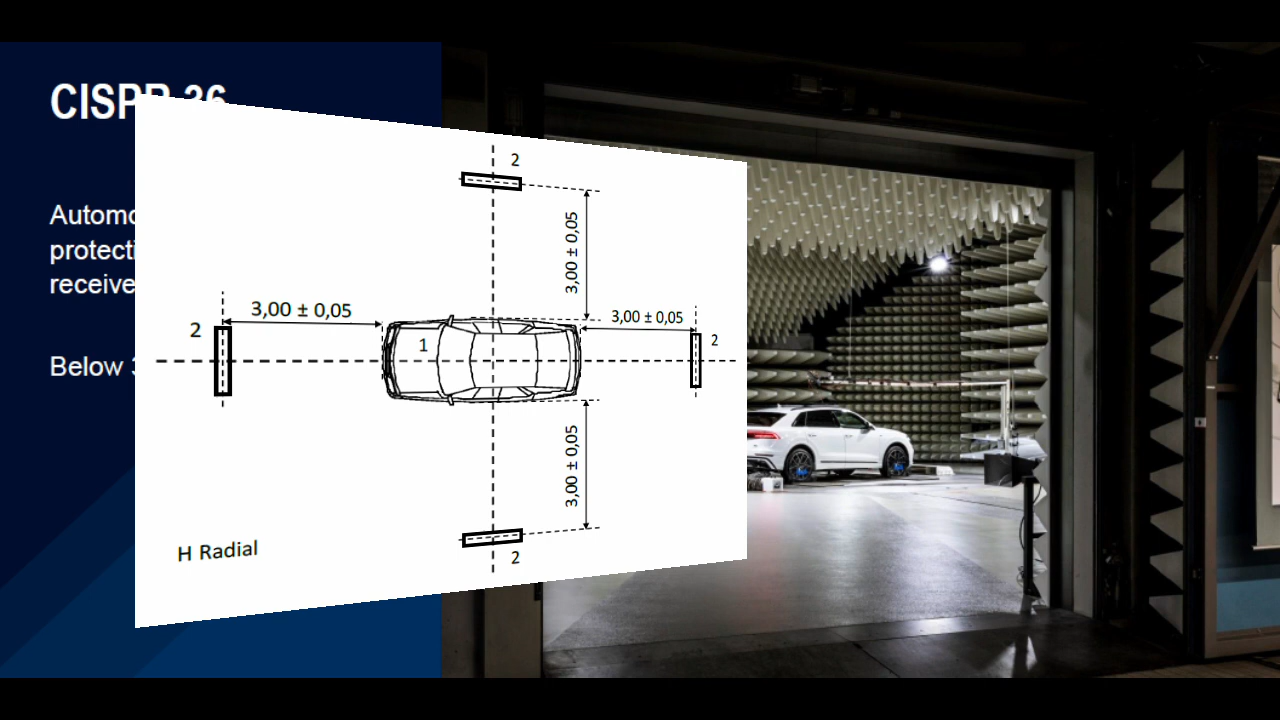 CISPR 36
Automo
protecti
receive
Below 3
2
3,00 ± 0,05
3,00 ± 0,05
2
3,00 ± 0,05
2
1
3,00 ± 0,05
H Radial
2